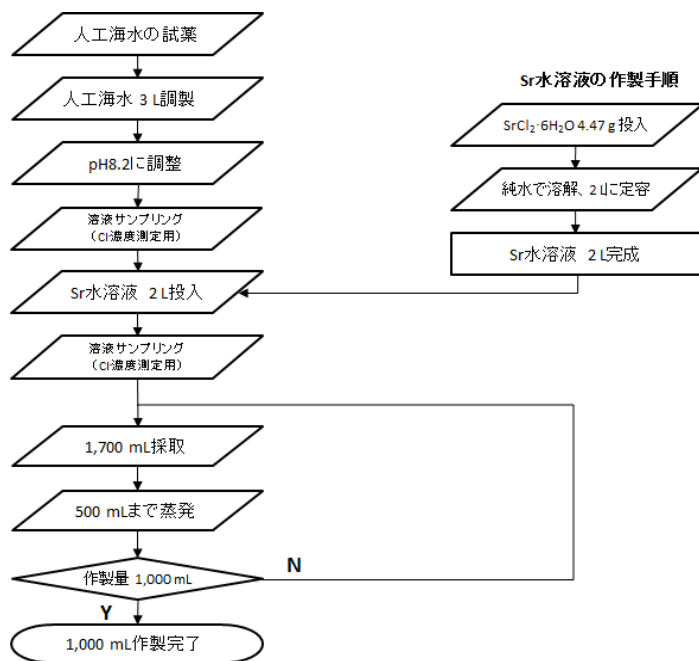 人工海水の試薬
人工海水 3 L調製
pH8.2に調整
溶液サンプリング
(Cl濃度測定用)
Sr水溶液 2 L投入
溶液サンプリング
(Cl濃度測定用)
1,700 mL採取
500 mLまで蒸発
作製量 1,000 mL
N
Y
1,000 mL作製完了
Sr水溶液の作製手順
SrCl₂·6H₂O 4.47 g 投入
純水で溶解、2Lに定容
Sr水溶液 2 L完成